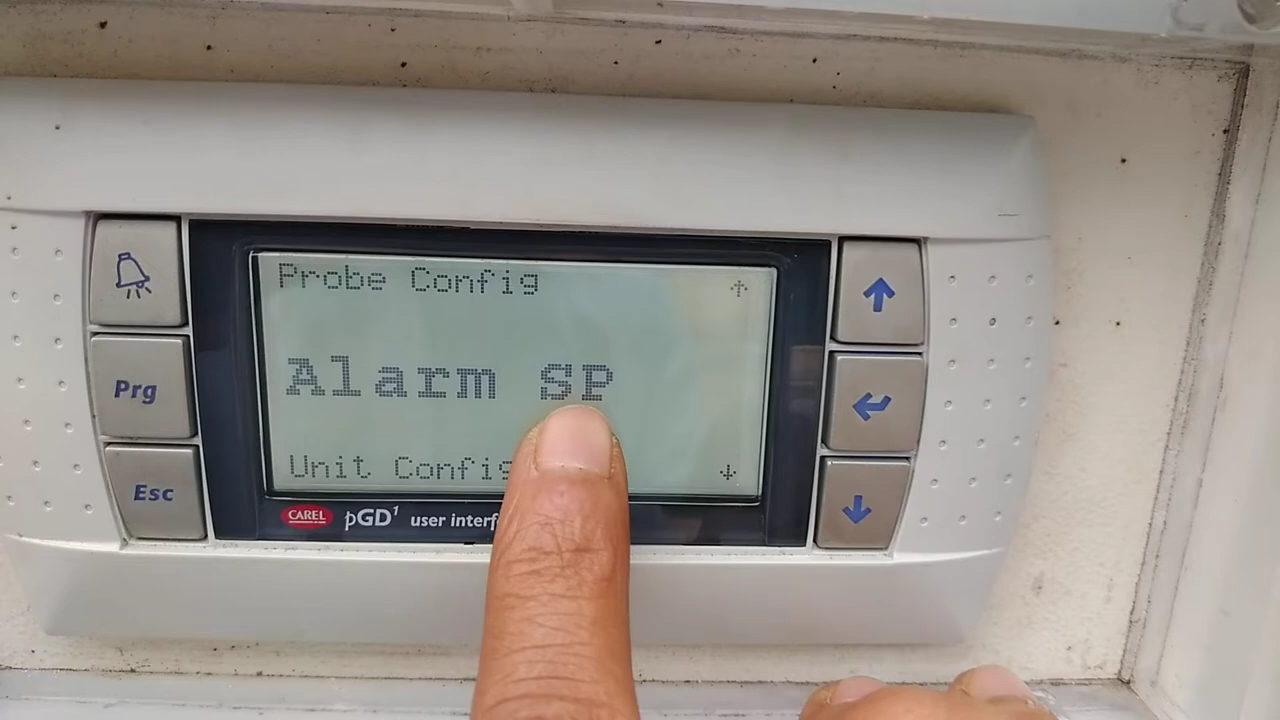 Probe Config ↑
Alarm SP
Unit Config ↓
Prg
Esc
CAREL pGD¹ user interf